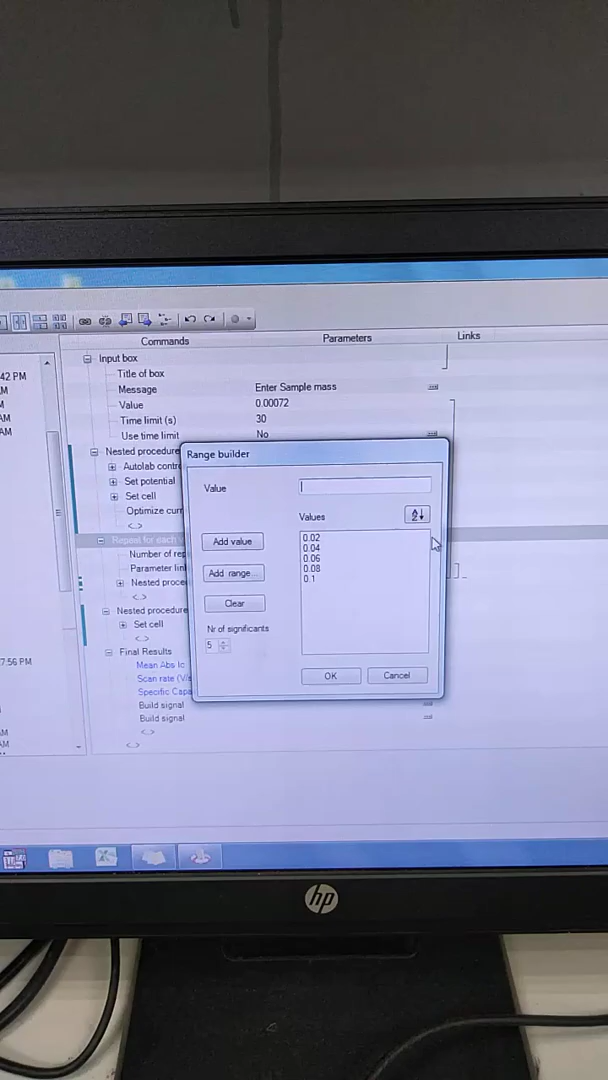 Commands Parameters Links
Input box
Title of box
Message Enter Sample mass
Value 0.00072
Time limit (s) 30
Use time limit No
Nested procedure
Autolab contr
Set potential
Set cell
Optimize curr
<>
Repeat for each
Number of rep
Parameter link
Nested proce
<>
Nested procedure
Set cell
<>
Final Results
Mean Abs Ic
Scan rate (V/s
Specific Capa
Build signal
Build signal
<>
<>
42 PM
M
M
AM
AM
7:56 PM
M
AM
Range builder
Value
Values
Add value
Add range...
Clear
Nr of significants
5
0.02
0.04
0.06
0.08
0.1
OK Cancel
hp